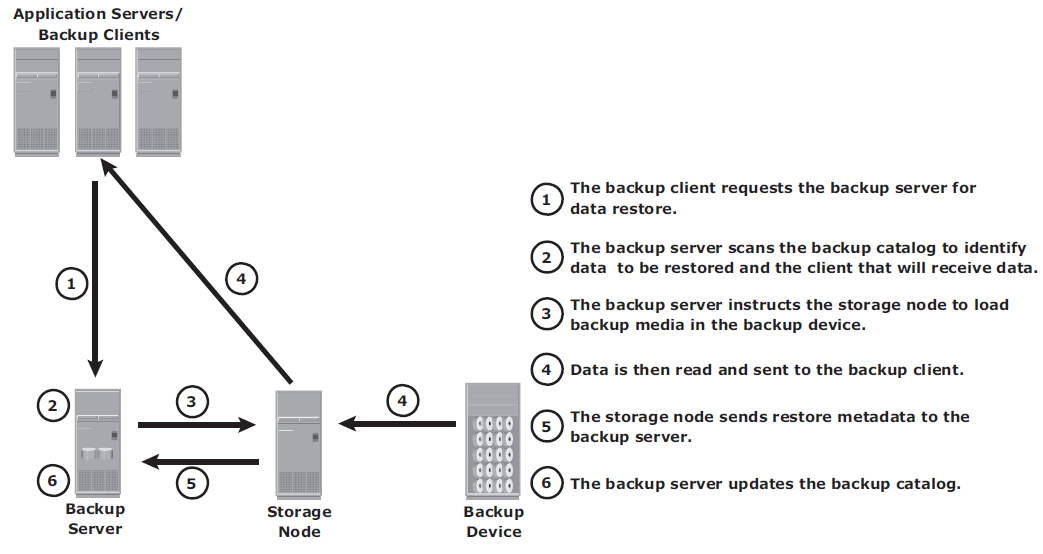 Application Servers/
Backup Clients
1
4
2
3
4
6
5
Backup
Server
Storage
Node
Backup
Device
1 The backup client requests the backup server for
data restore.
2 The backup server scans the backup catalog to identify
data to be restored and the client that will receive data.
3 The backup server instructs the storage node to load
backup media in the backup device.
4 Data is then read and sent to the backup client.
5 The storage node sends restore metadata to the
backup server.
6 The backup server updates the backup catalog.